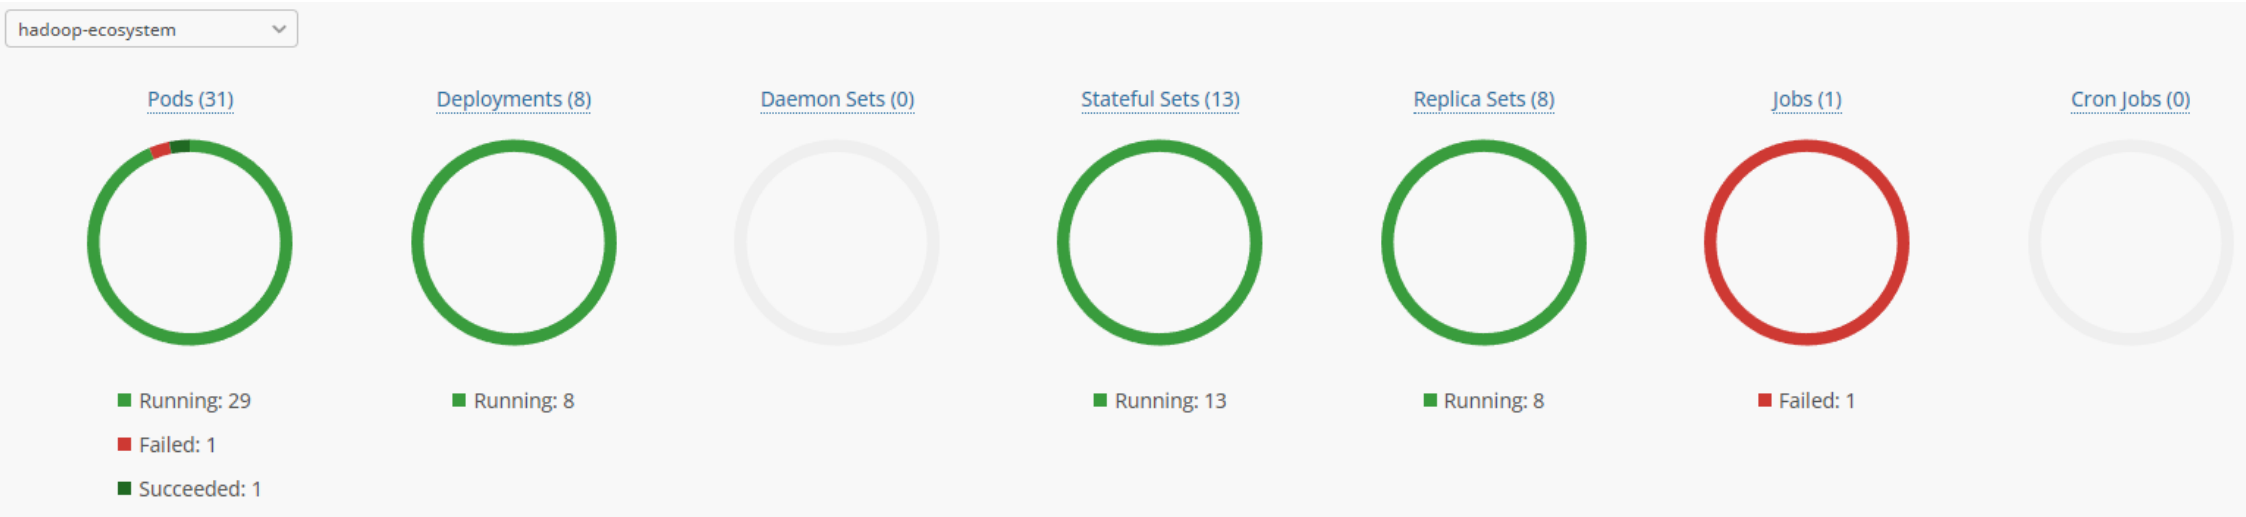 hadoop-ecosystem
Pods (31)
Deployments (8)
Daemon Sets (0)
Stateful Sets (13)
Replica Sets (8)
Jobs (1)
Cron Jobs (0)
Running: 29
Failed: 1
Succeeded: 1
Running: 8
Running: 13
Running: 8
Failed: 1